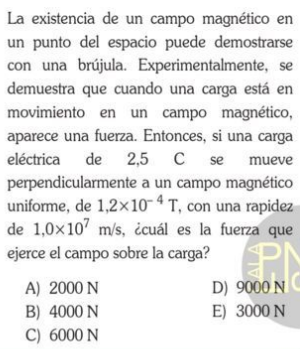 La existencia de un campo magnético en
un punto del espacio puede demostrarse
con una brújula. Experimentalmente, se
demuestra que cuando una carga está en
movimiento en un campo magnético,
aparece una fuerza. Entonces, si una carga
eléctrica de 2,5 C se mueve
perpendicularmente a un campo magnético
uniforme, de 1,2×10⁻⁴ T, con una rapidez
de 1,0×10⁷ m/s, ¿cuál es la fuerza que
ejerce el campo sobre la carga?
A) 2000 N
D) 9000 N
B) 4000 N
E) 3000 N
C) 6000 N